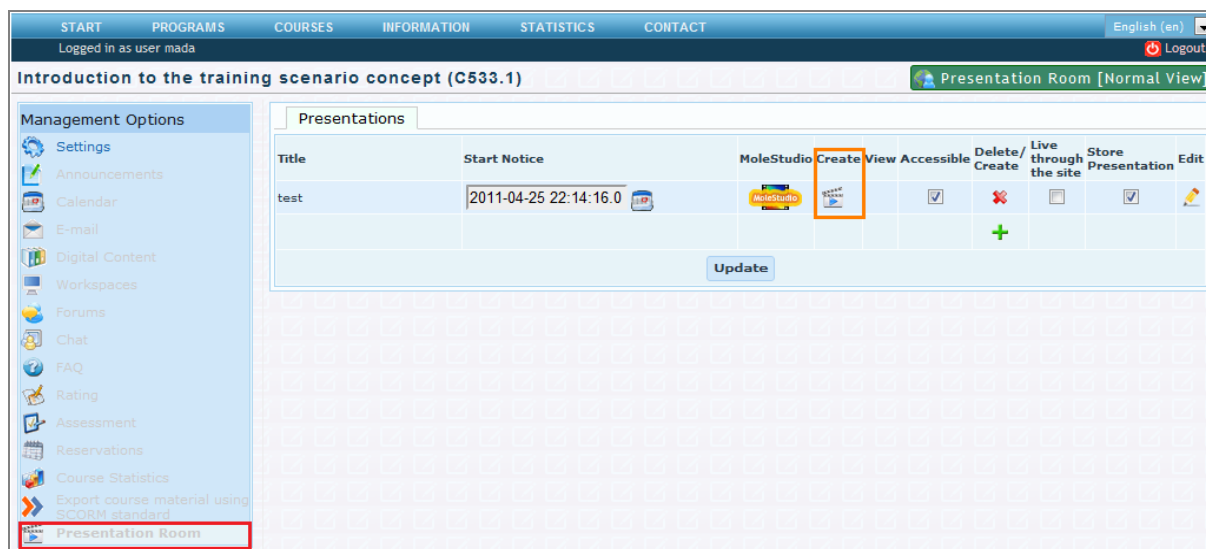 START PROGRAMS COURSES INFORMATION STATISTICS CONTACT English (en)
Logged in as user mada Logout
Introduction to the training scenario concept (C533.1) Presentation Room [Normal View]
Management Options
Settings
Announcements
Calendar
E-mail
Digital Content
Workspaces
Forums
Chat
FAQ
Rating
Assessment
Reservations
Course Statistics
Export course material using
SCORM standard
Presentation Room
Presentations
Title Start Notice MoleStudio Create View Accessible Delete/ Create Live through the site Store Presentation Edit
test 2011-04-25 22:14:16.0 MoleStudio
Update